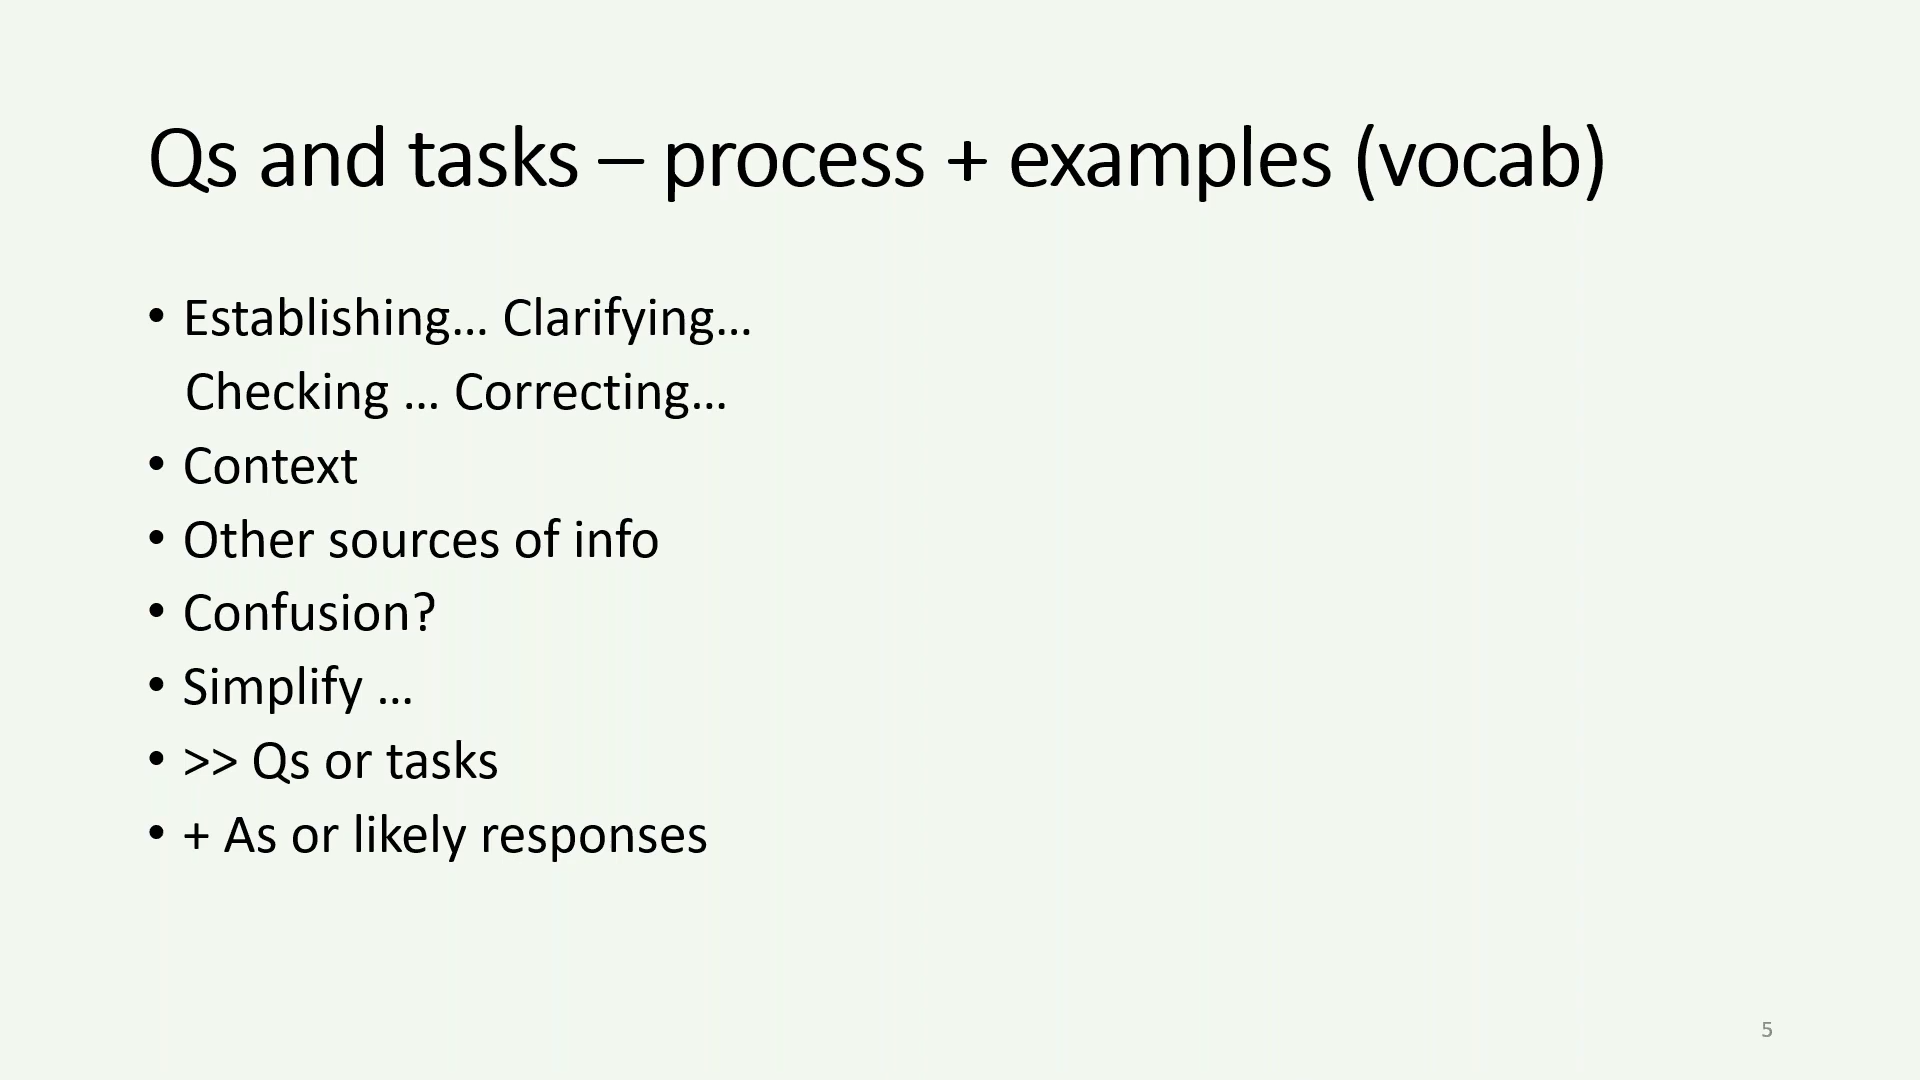 Qs and tasks – process + examples (vocab)
• Establishing… Clarifying…
Checking … Correcting…
• Context
• Other sources of info
• Confusion?
• Simplify …
• >> Qs or tasks
• + As or likely responses
5